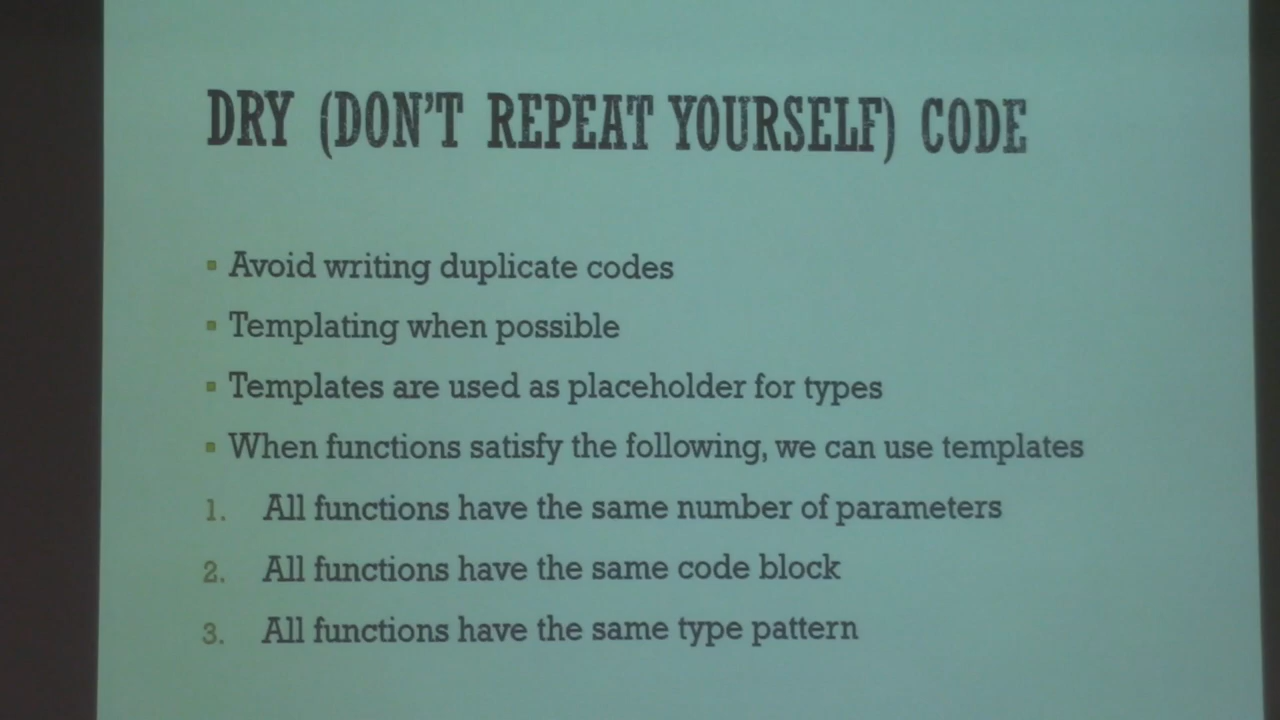 DRY (DON'T REPEAT YOURSELF) CODE
▪ Avoid writing duplicate codes
▪ Templating when possible
▪ Templates are used as placeholder for types
▪ When functions satisfy the following, we can use templates
1. All functions have the same number of parameters
2. All functions have the same code block
3. All functions have the same type pattern